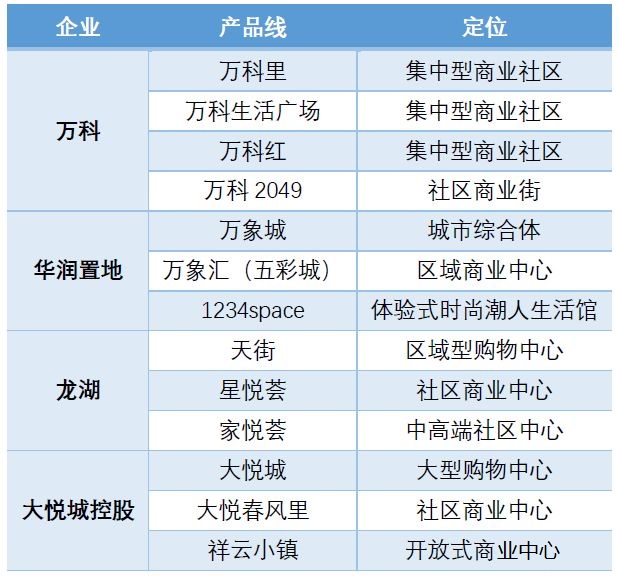 企业 产品线 定位
万科 万科里 集中型商业社区
万科生活广场 集中型商业社区
万科红 集中型商业社区
万科 2049 社区商业街
华润置地 万象城 城市综合体
万象汇（五彩城） 区域商业中心
1234space 体验式时尚潮人生活馆
龙湖 天街 区域型购物中心
星悦荟 社区商业中心
家悦荟 中高端社区中心
大悦城控股 大悦城 大型购物中心
大悦春风里 社区商业中心
祥云小镇 开放式商业中心